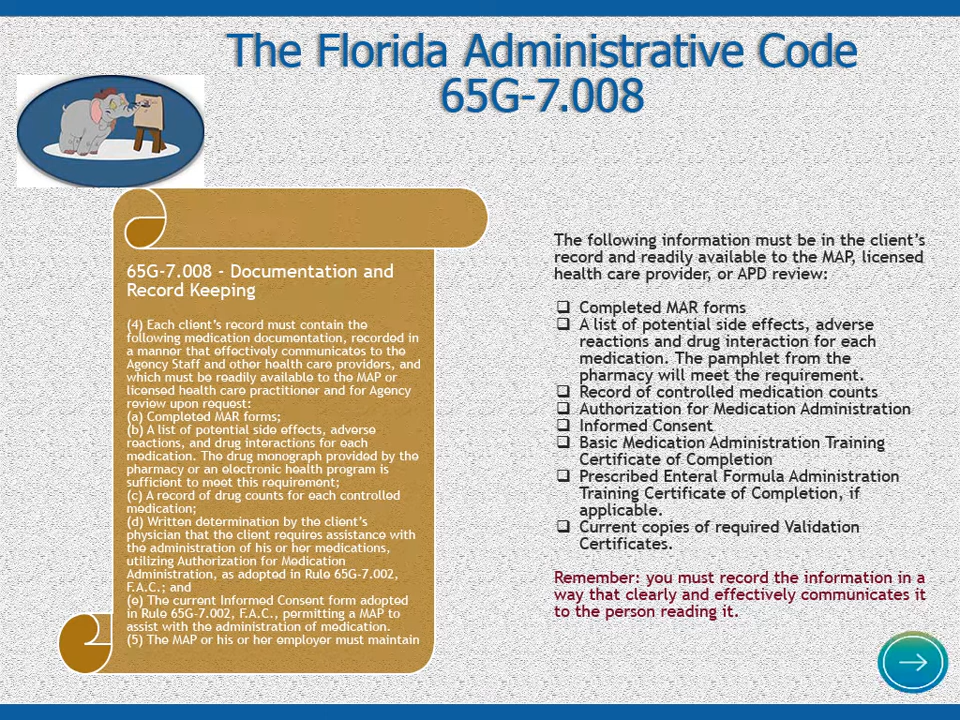 The Florida Administrative Code
65G-7.008
65G-7.008 - Documentation and
Record Keeping
(4) Each client's record must contain the
following medication documentation, recorded in
a manner that effectively communicates to the
Agency Staff and other health care providers, and
which must be readily available to the MAP or
licensed health care practitioner and for Agency
review upon request:
(a) Completed MAR forms;
(b) A list of potential side effects, adverse
reactions, and drug interactions for each
medication. The drug monograph provided by the
pharmacy or an electronic health program is
sufficient to meet this requirement;
(c) A record of drug counts for each controlled
medication;
(d) Written determination by the client's
physician that the client requires assistance with
the administration of his or her medications,
utilizing Authorization for Medication
Administration, as adopted in Rule 65G-7.002,
F.A.C.; and
(e) The current Informed Consent form adopted
in Rule 65G-7.002, F.A.C., permitting a MAP to
assist with the administration of medication.
(5) The MAP or his or her employer must maintain
The following information must be in the client's
record and readily available to the MAP, licensed
health care provider, or APD review:
❑ Completed MAR forms
❑ A list of potential side effects, adverse
reactions and drug interaction for each
medication. The pamphlet from the
pharmacy will meet the requirement.
❑ Record of controlled medication counts
❑ Authorization for Medication Administration
❑ Informed Consent
❑ Basic Medication Administration Training
Certificate of Completion
❑ Prescribed Enteral Formula Administration
Training Certificate of Completion, if
applicable.
❑ Current copies of required Validation
Certificates.
Remember: you must record the information in a
way that clearly and effectively communicates it
to the person reading it.